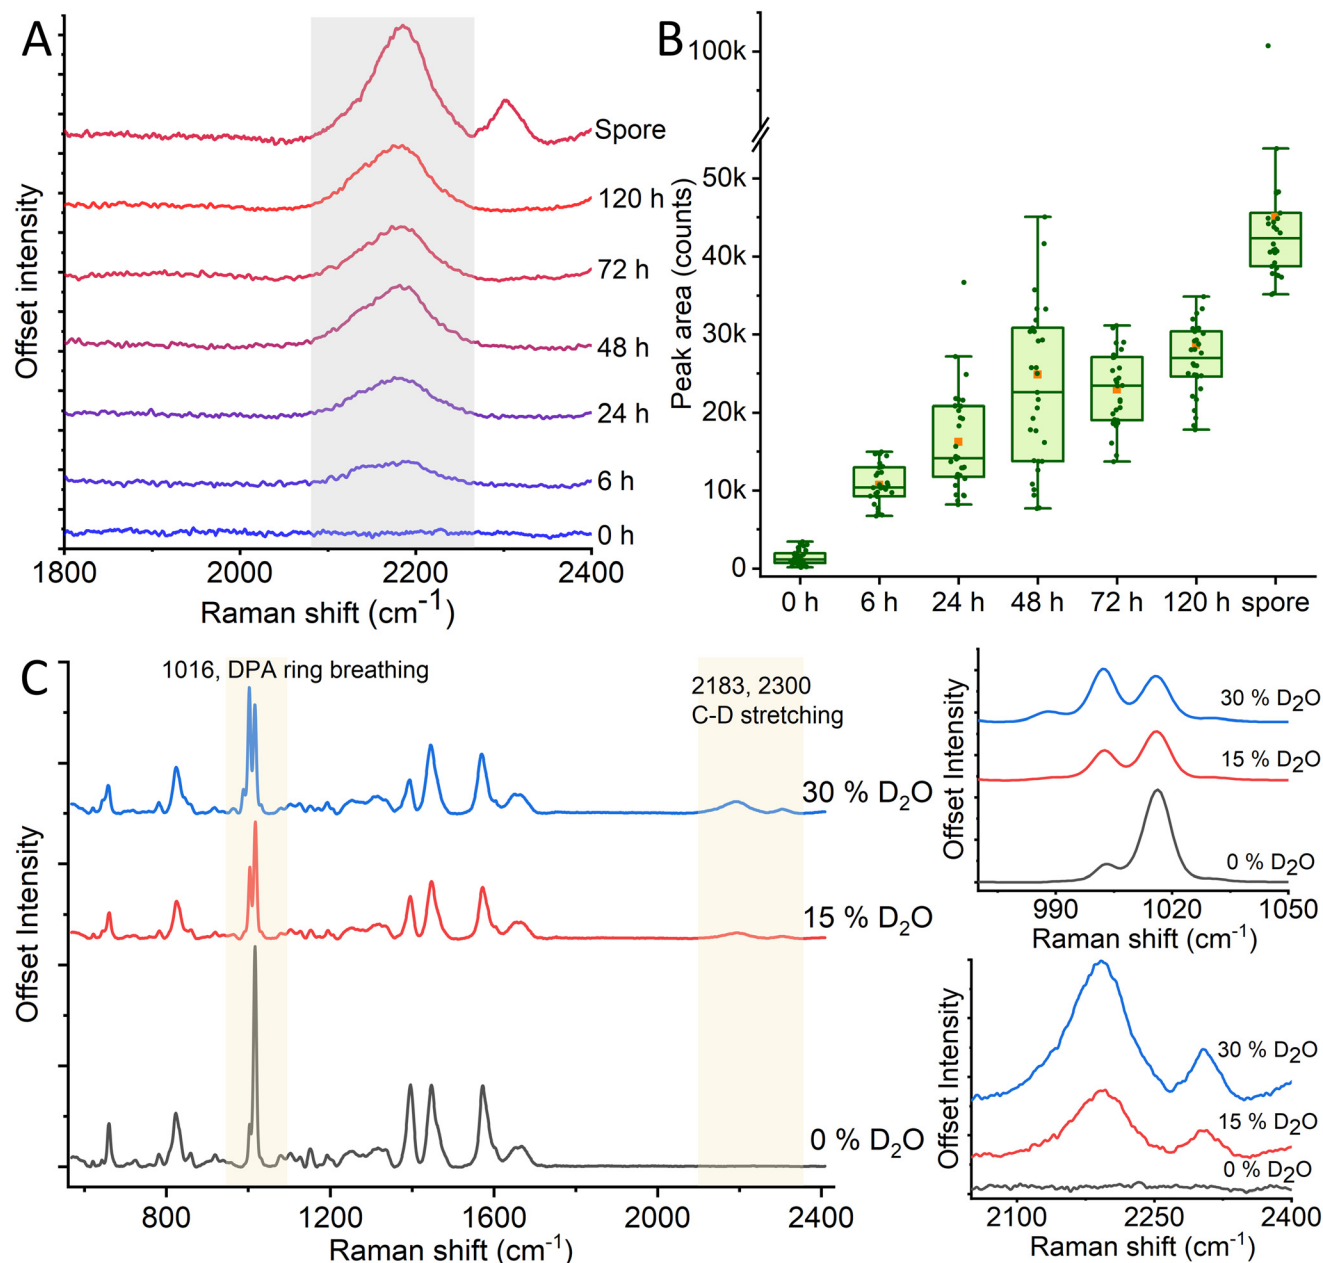 A
Offset intensity
Spore
120 h
72 h
48 h
24 h
6 h
0 h
1800 2000 2200 2400
Raman shift (cm⁻¹)
B
Peak area (counts)
100k
50k
40k
30k
20k
10k
0
0 h 6 h 24 h 48 h 72 h 120 h spore
C
Offset Intensity
1016, DPA ring breathing
2183, 2300
C-D stretching
30 % D₂O
15 % D₂O
0 % D₂O
800 1200 1600 2000 2400
Raman shift (cm⁻¹)
Offset Intensity
30 % D₂O
15 % D₂O
0 % D₂O
990 1020 1050
Raman shift (cm⁻¹)
Offset Intensity
30 % D₂O
15 % D₂O
0 % D₂O
2100 2250 2400
Raman shift (cm⁻¹)